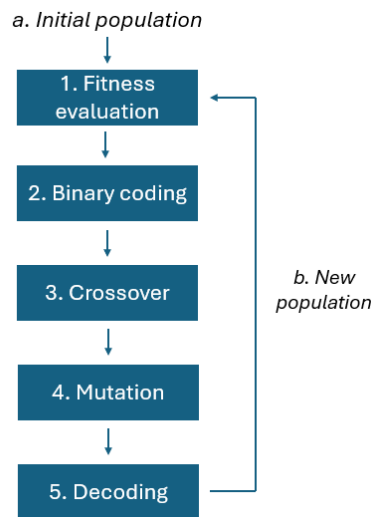 a. Initial population
1. Fitness
evaluation
2. Binary coding
3. Crossover
b. New
population
4. Mutation
5. Decoding